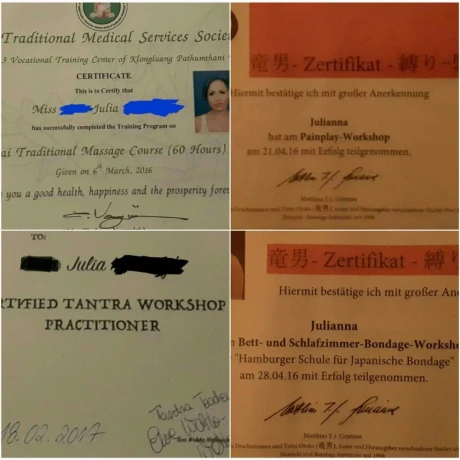 Traditional Medical Services Socie
3 Vocational Training Center of Klongluang Pathumthani
CERTIFICATE
This is to Certify that
Miss Julia
has successfully completed the Training Program on
ai Traditional Massage Course (60 Hours)
Given on 6th March, 2016
you a good health, happiness and the prosperity forev
竜男 - Zertifikat - 縛り
Hiermit bestätige ich mit großer Anerkennung
Julianna
hat am Painplay-Workshop
am 21.04.16 mit Erfolg teilgenommen.
Matthias T.J. Grimme
TO:
Julia
RTIFIED TANTRA WORKSHOP
PRACTITIONER
18.02.2017
竜男 - Zertifikat - 縛り
Hiermit bestätige ich mit großer An
Julianna
Bett- und Schlafzimmer-Bondage-Worksho
"Hamburger Schule für Japanische Bondage"
am 28.04.16 mit Erfolg teilgenommen.
Matthias T.J. Grimme